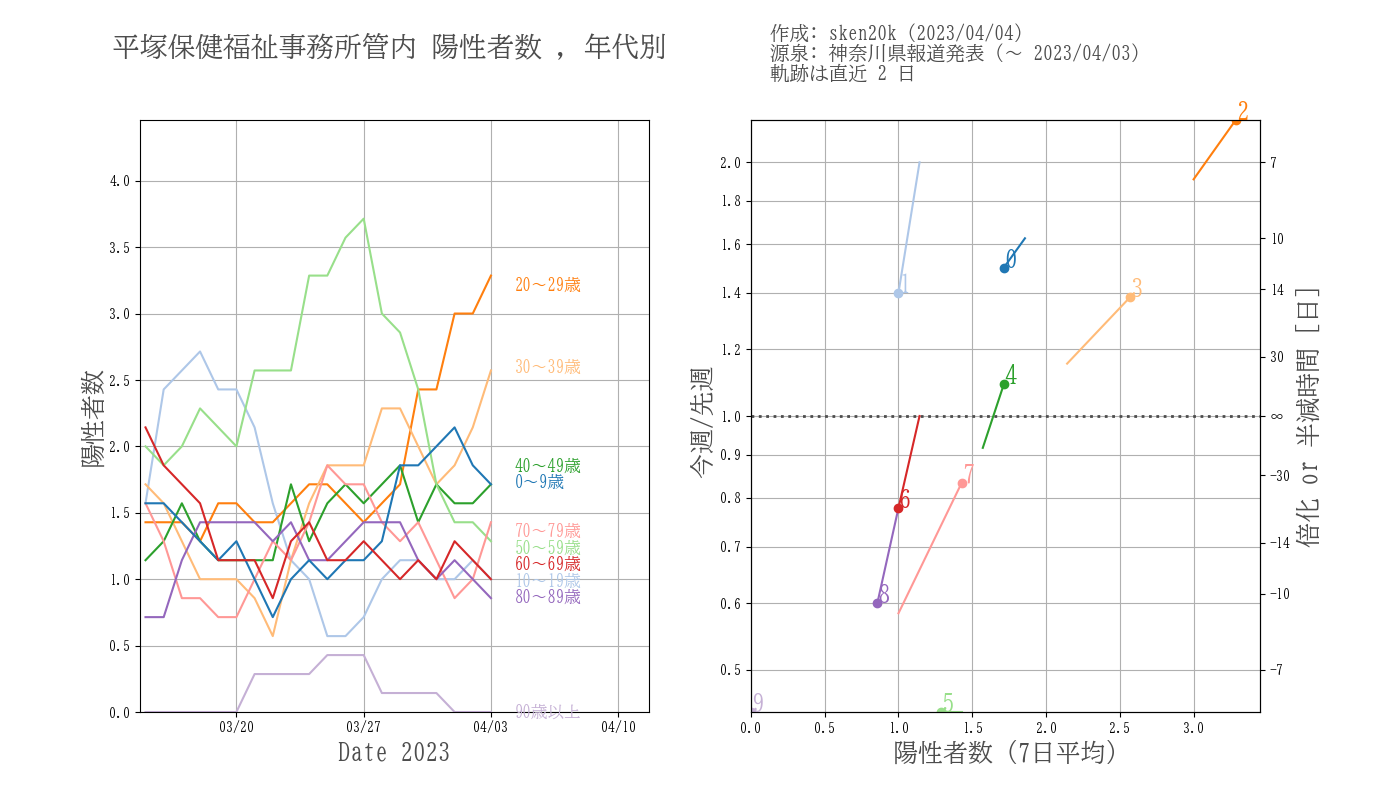 平塚保健福祉事務所管内 陽性者数 , 年代別
作成: sken20k (2023/04/04)
源泉: 神奈川県報道発表 (～ 2023/04/03)
軌跡は直近 2 日
陽性者数
4.0
3.5
3.0
2.5
2.0
1.5
1.0
0.5
0.0
03/20
03/27
04/03
04/10
Date 2023
20～29歳
30～39歳
40～49歳
0～9歳
70～79歳
50～59歳
60～69歳
10～19歳
80～89歳
90歳以上
今週/先週
2.0
1.8
1.6
1.4
1.2
1.0
0.9
0.8
0.7
0.6
0.5
2
0
1
3
4
7
6
8
5
9
0.0
0.5
1.0
1.5
2.0
2.5
3.0
陽性者数 (7日平均)
7
10
14
30
∞
−30
−14
−10
−7
倍化 or 半減時間 [日]